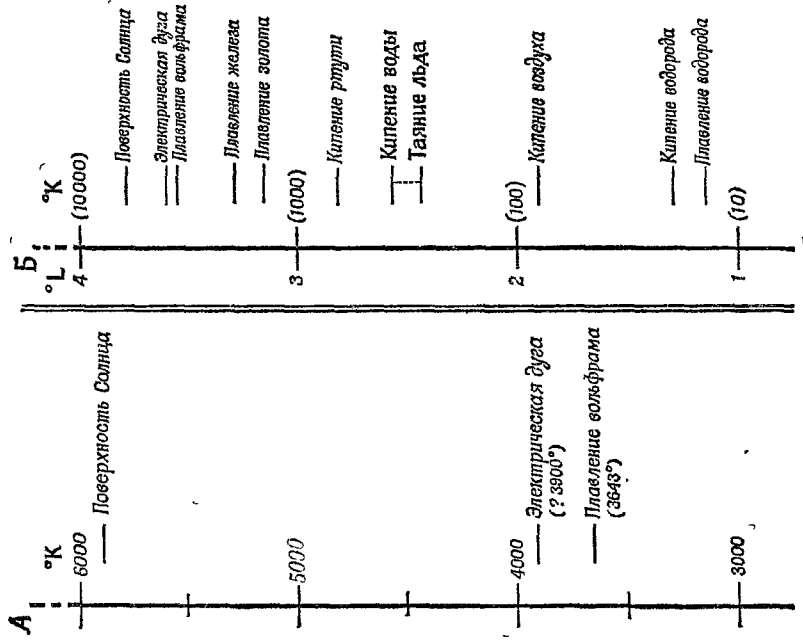 А
°К
6000
Поверхность Солнца
5000
4000
Электрическая дуга
(? 3900°)
Плавление вольфрама
(3643°)
3000
Б
°L
°К
4
(10000)
Поверхность Солнца
Электрическая дуга
Плавление вольфрама
Плавление железа
Плавление золота
3
(1000)
Кипение ртути
Кипение воды
Таяние льда
2
(100)
Кипение воздуха
Кипение водорода
Плавление водорода
1
(10)